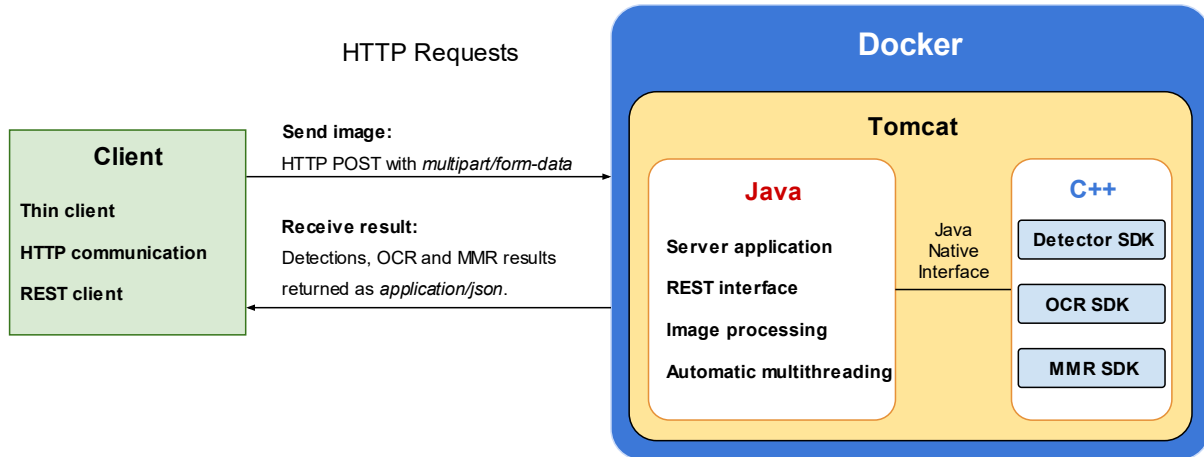 HTTP Requests
Client
Thin client
HTTP communication
REST client
Send image:
HTTP POST with multipart/form-data
Receive result:
Detections, OCR and MMR results
returned as application/json.
Docker
Tomcat
Java
Server application
REST interface
Image processing
Automatic multithreading
Java
Native
Interface
C++
Detector SDK
OCR SDK
MMR SDK